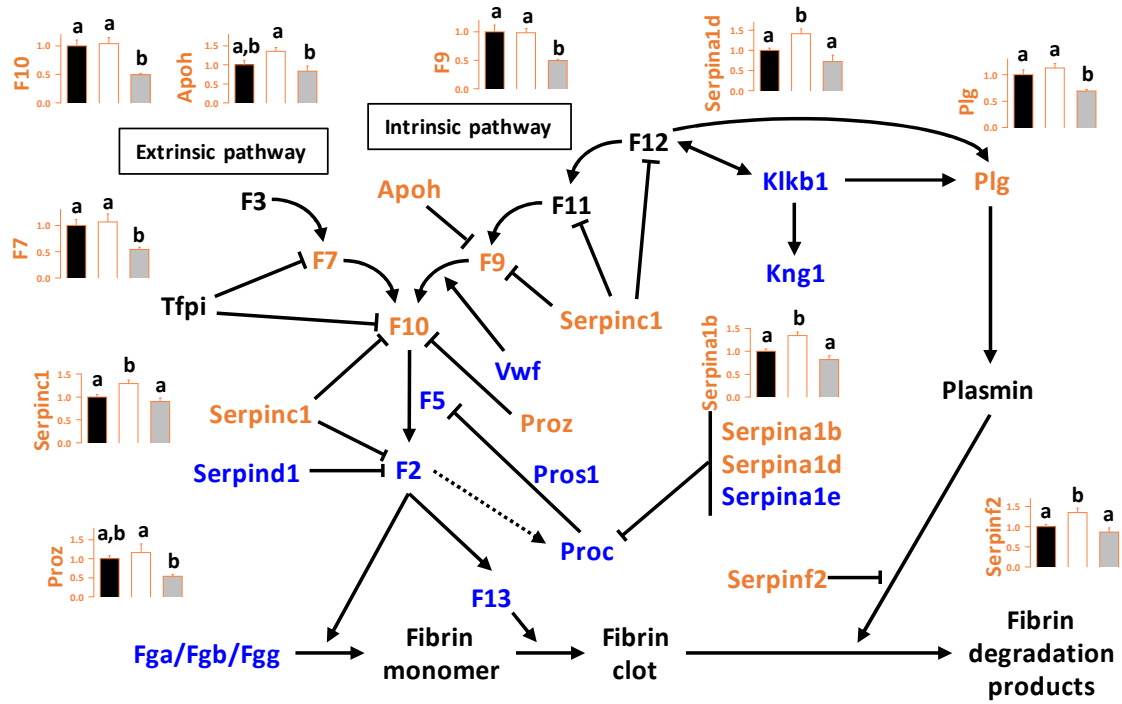 F10
1.0
0.5
0.0
a
a
b
Apoh
1.5
1.0
0.5
0.0
a,b
a
b
F9
1.0
0.5
0.0
a
a
b
Serpina1d
1.5
1.0
0.5
0.0
a
b
a
Plg
1.0
0.5
0.0
a
a
b
Extrinsic pathway
Intrinsic pathway
F12
F3
Apoh
F11
Klkb1
Plg
F7
1.0
0.5
0.0
a
a
b
F7
F9
Kng1
Tfpi
F10
Serpinc1
Vwf
Serpina1b
1.5
1.0
0.5
0.0
a
b
a
Serpinc1
1.5
1.0
0.5
0.0
a
b
a
Serpinc1
F5
Proz
Plasmin
Serpina1b
Serpina1d
Serpina1e
Serpind1
F2
Pros1
Proc
Serpinf2
1.5
1.0
0.5
0.0
a
b
a
Proz
1.5
1.0
0.5
0.0
a,b
a
b
Serpinf2
F13
Fga/Fgb/Fgg
Fibrin
monomer
Fibrin
clot
Fibrin
degradation
products